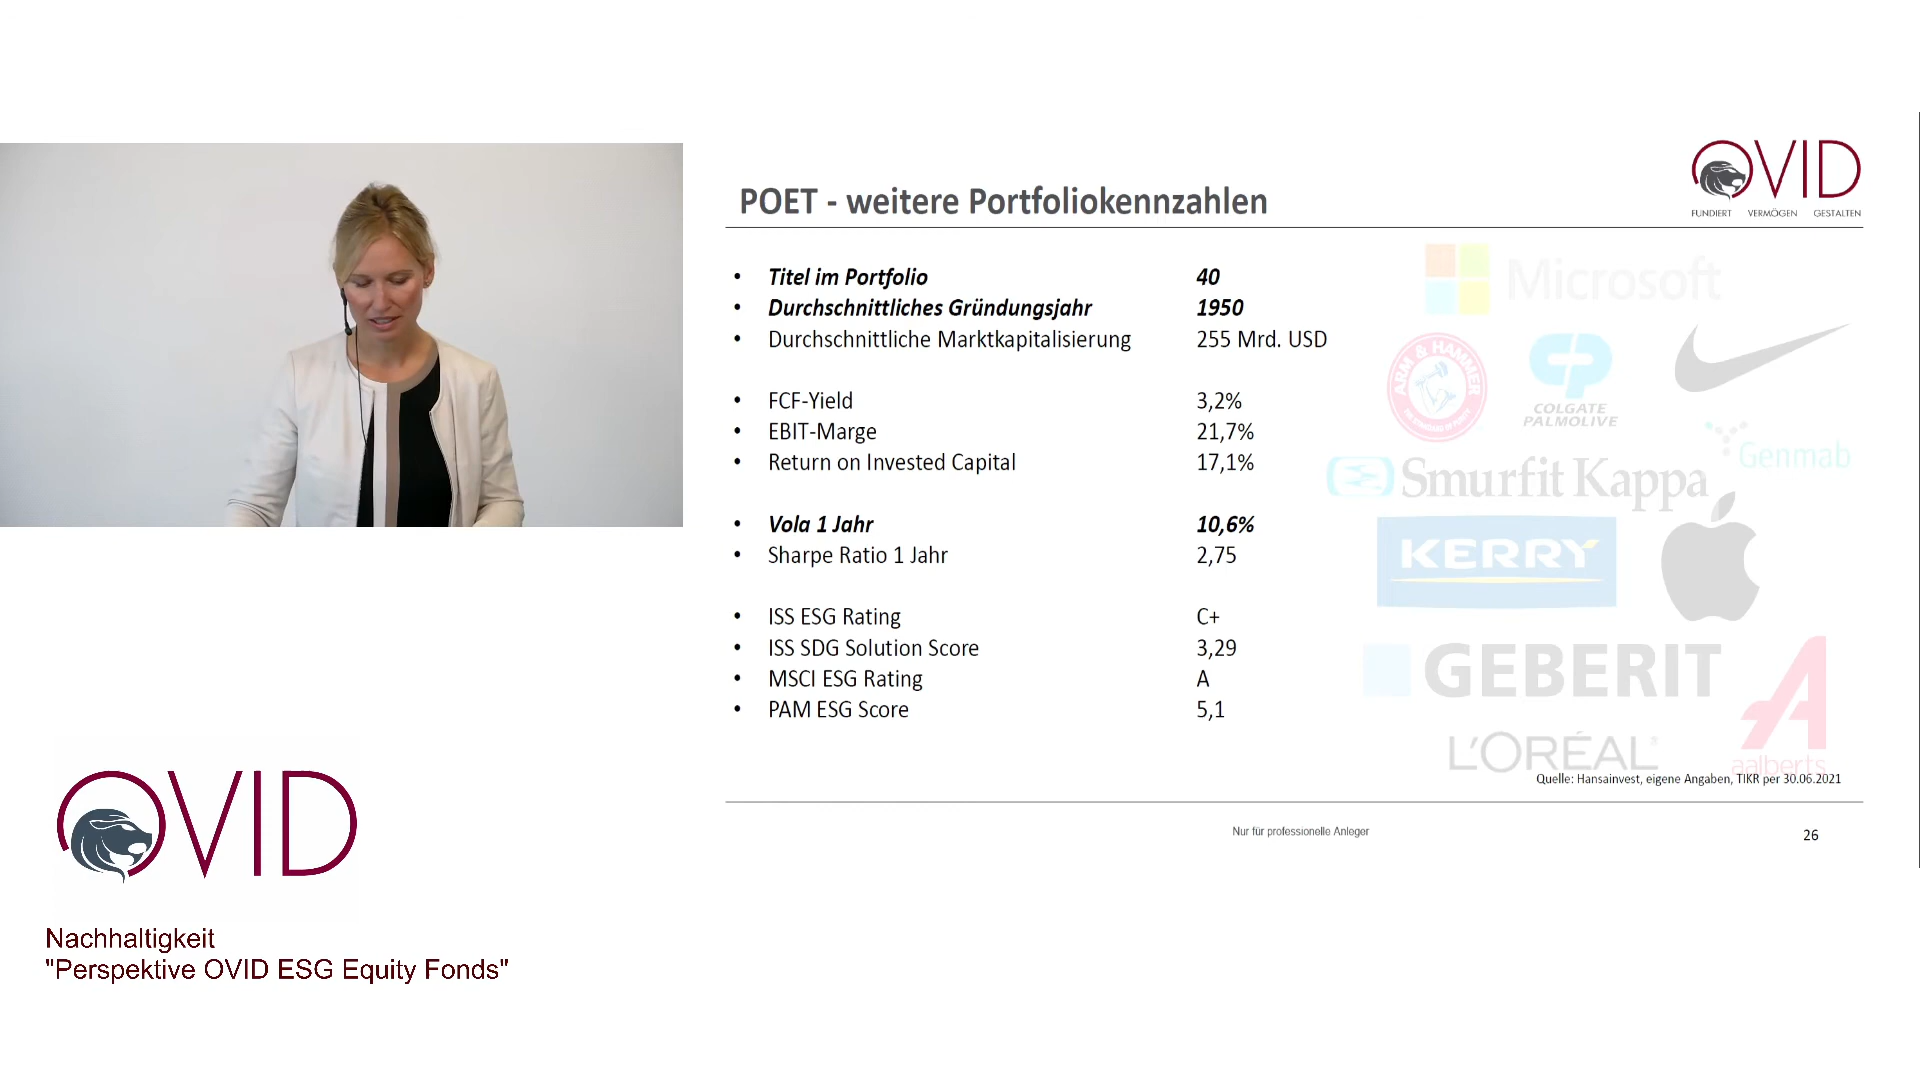 OVID
FUNDIERT VERMÖGEN GESTALTEN
POET - weitere Portfoliokennzahlen
• Titel im Portfolio 40
• Durchschnittliches Gründungsjahr 1950
• Durchschnittliche Marktkapitalisierung 255 Mrd. USD
• FCF-Yield 3,2%
• EBIT-Marge 21,7%
• Return on Invested Capital 17,1%
• Vola 1 Jahr 10,6%
• Sharpe Ratio 1 Jahr 2,75
• ISS ESG Rating C+
• ISS SDG Solution Score 3,29
• MSCI ESG Rating A
• PAM ESG Score 5,1
Microsoft
ARM & HAMMER
CP
COLGATE
PALMOLIVE
Genmab
Smurfit Kappa
KERRY
GEBERIT
L'ORÉAL®
aalberts
Quelle: Hansainvest, eigene Angaben, TIKR per 30.06.2021
Nur für professionelle Anleger
26
OVID
Nachhaltigkeit
"Perspektive OVID ESG Equity Fonds"